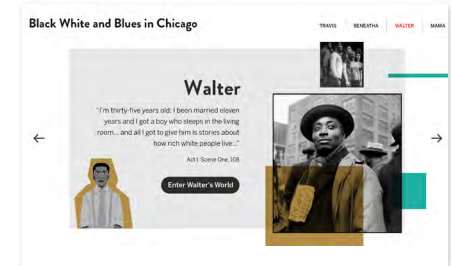 Black White and Blues in Chicago
TRAVIS
BENEATHA
WALTER
MAMA
Walter
"I'm thirty-five years old; I been married eleven
years and I got a boy who sleeps in the living
room... and all I got to give him is stories about
how rich white people live..."
Act I, Scene One, 108
Enter Walter's World